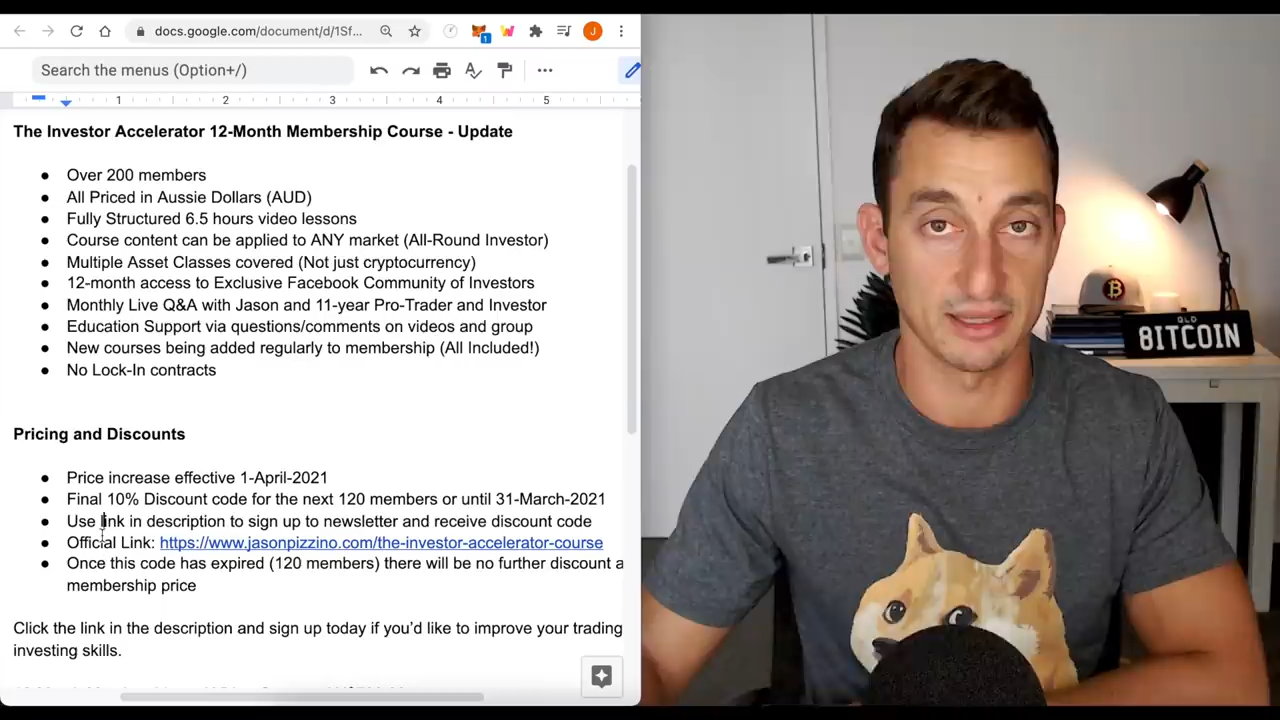 docs.google.com/document/d/1Sf...
1
J
Search the menus (Option+/)
1 2 3 4 5
The Investor Accelerator 12-Month Membership Course - Update
● Over 200 members
● All Priced in Aussie Dollars (AUD)
● Fully Structured 6.5 hours video lessons
● Course content can be applied to ANY market (All-Round Investor)
● Multiple Asset Classes covered (Not just cryptocurrency)
● 12-month access to Exclusive Facebook Community of Investors
● Monthly Live Q&A with Jason and 11-year Pro-Trader and Investor
● Education Support via questions/comments on videos and group
● New courses being added regularly to membership (All Included!)
● No Lock-In contracts
Pricing and Discounts
● Price increase effective 1-April-2021
● Final 10% Discount code for the next 120 members or until 31-March-2021
● Use link in description to sign up to newsletter and receive discount code
● Official Link: https://www.jasonpizzino.com/the-investor-accelerator-course
● Once this code has expired (120 members) there will be no further discount a
membership price
Click the link in the description and sign up today if you'd like to improve your trading
investing skills.
QLD
8ITCOIN